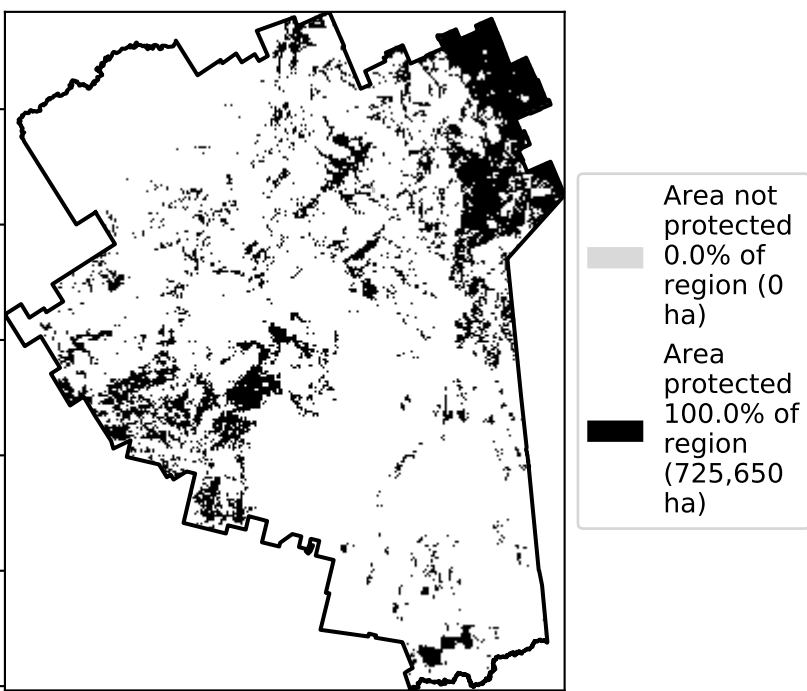 Area not
protected
0.0% of
region (0
ha)
Area
protected
100.0% of
region
(725,650
ha)